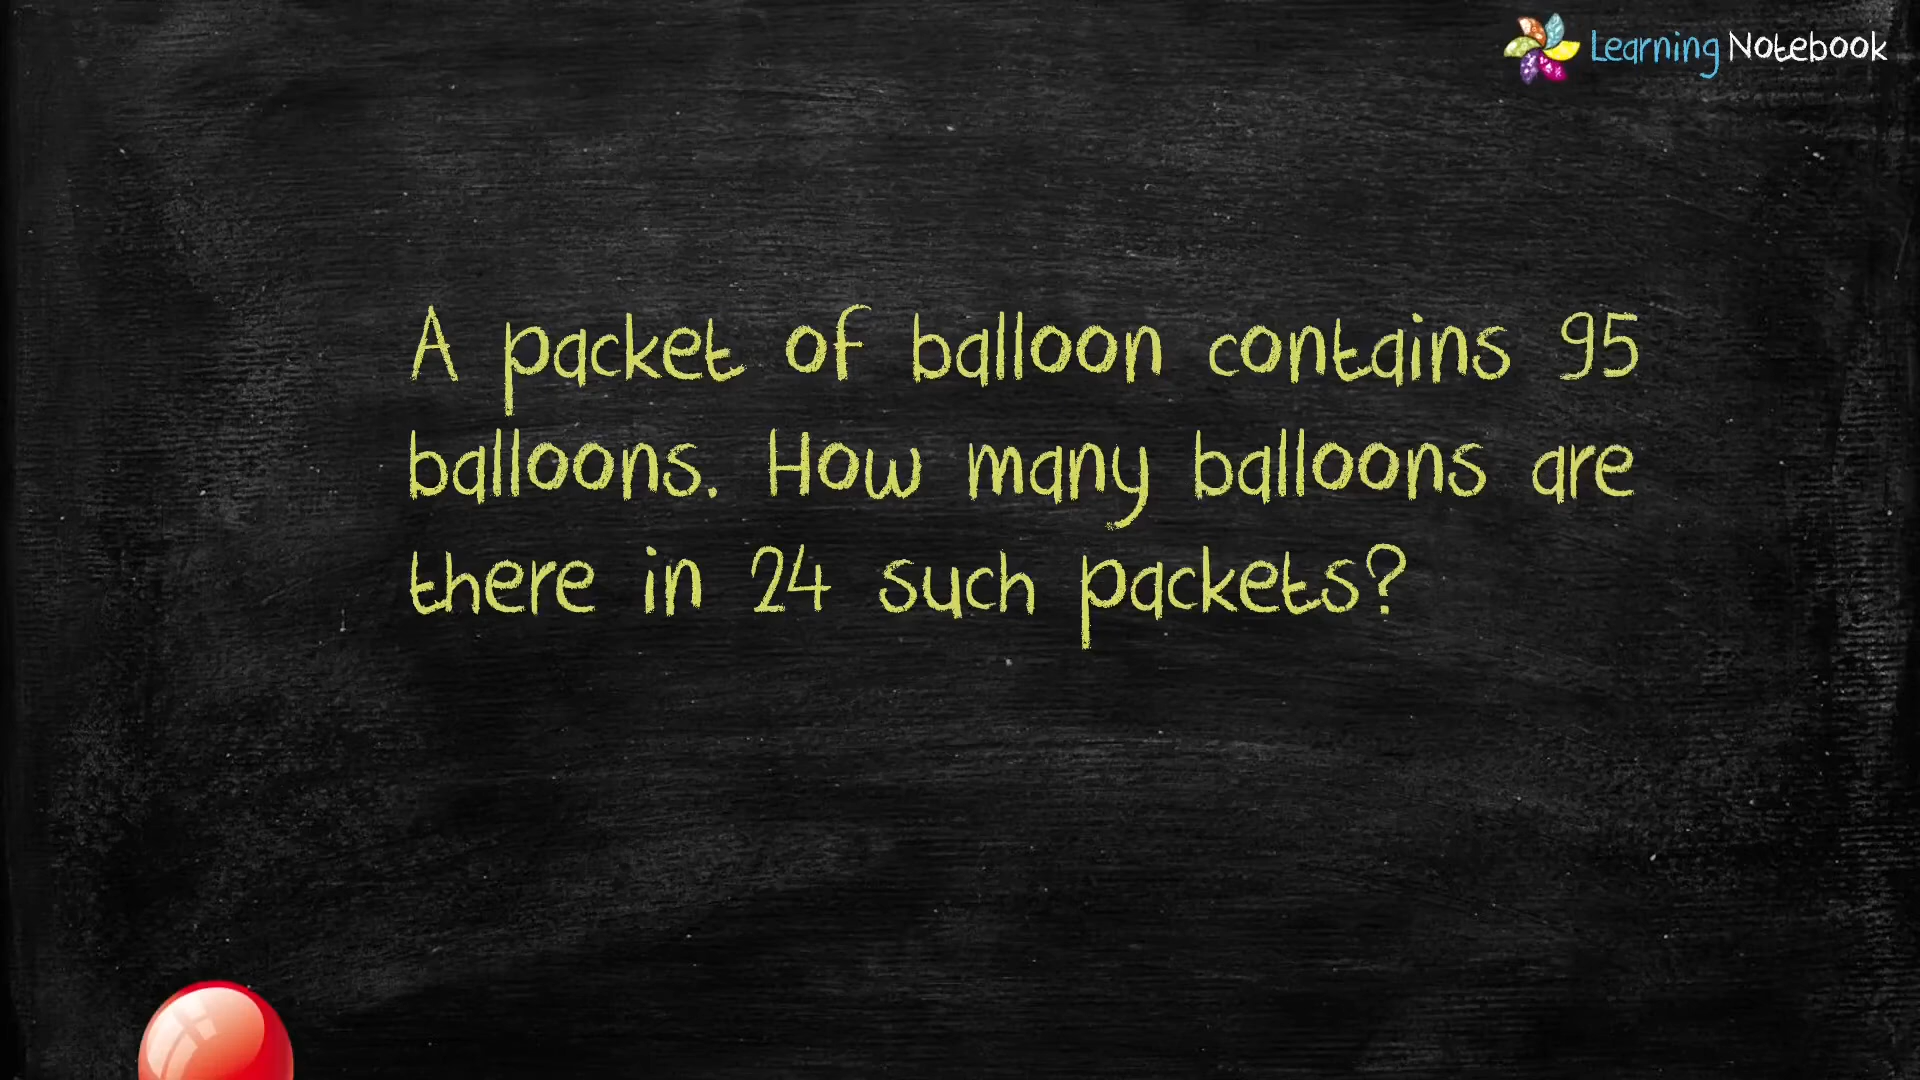 Learning Notebook
A packet of balloon contains 95
balloons. How many balloons are
there in 24 such packets?